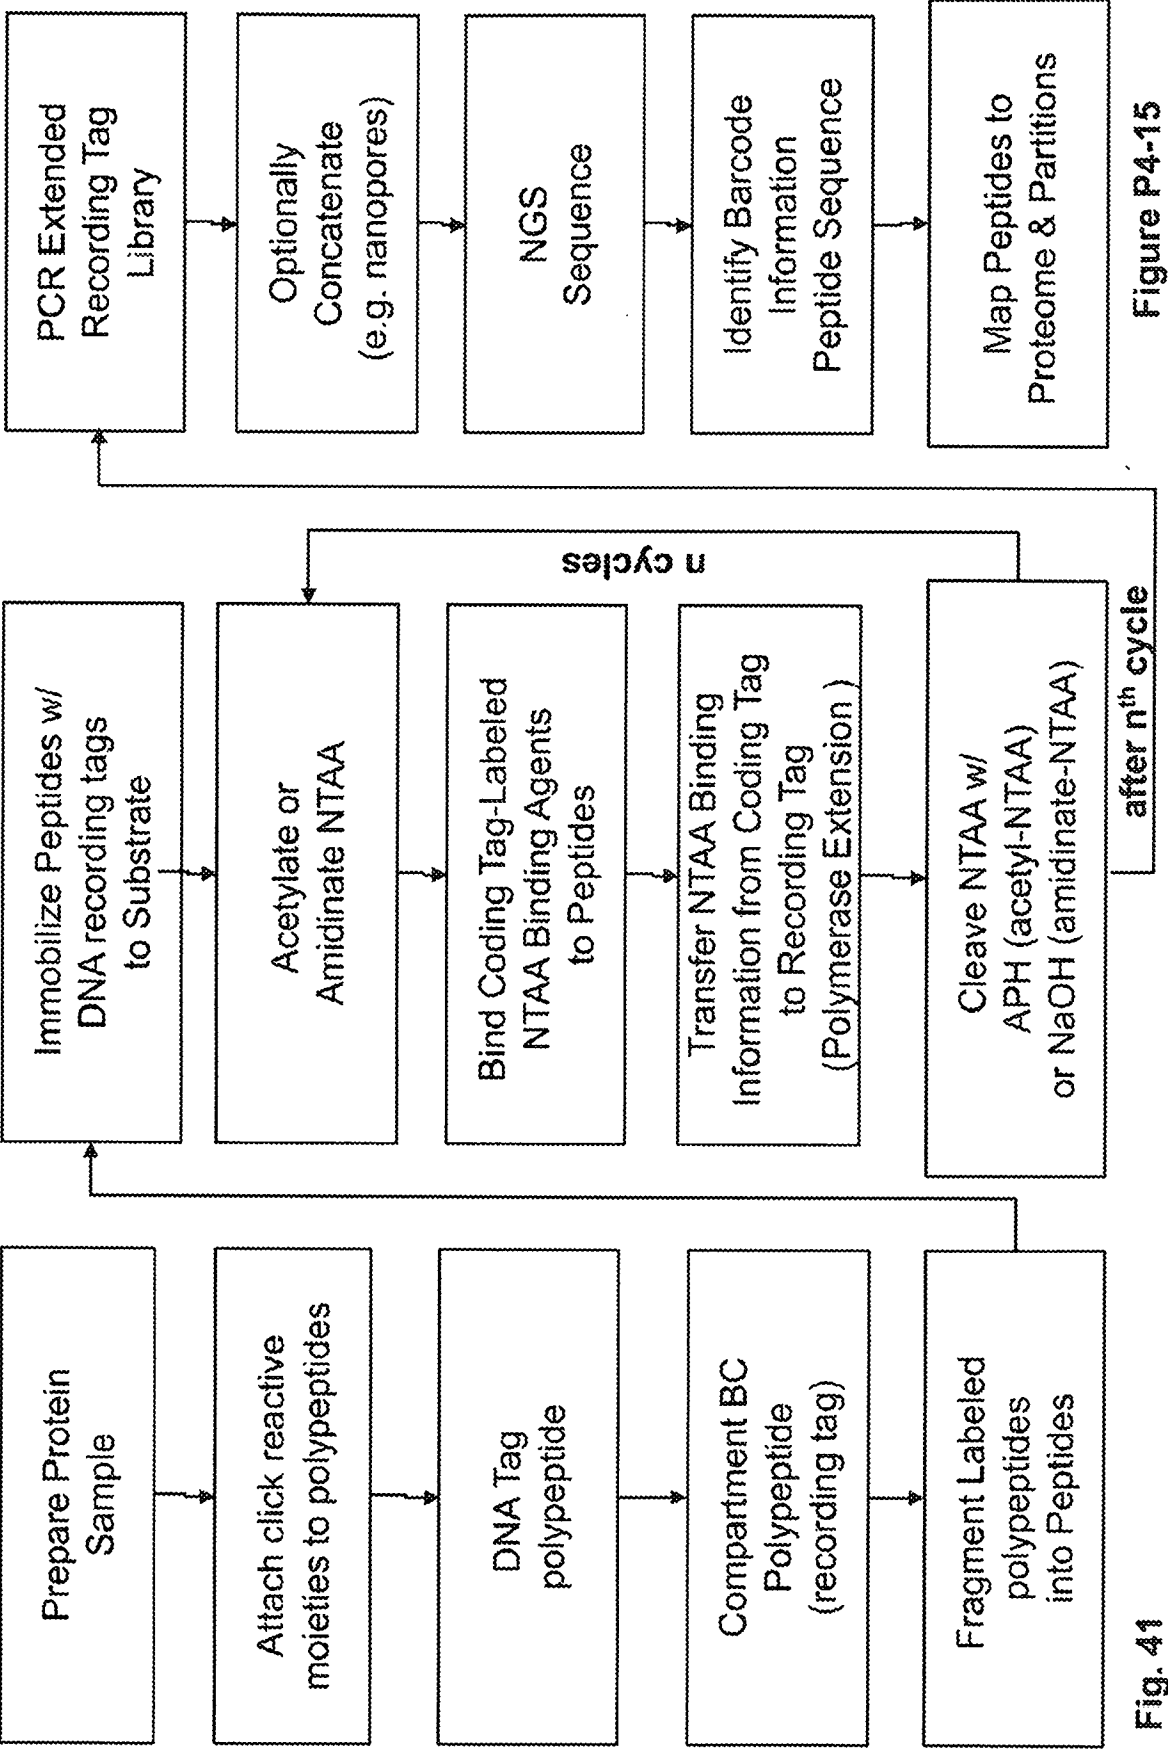 Prepare Protein
Sample
Attach click reactive
moieties to polypeptides
DNA Tag
polypeptide
Compartment BC
Polypeptide
(recording tag)
Fragment Labeled
polypeptides
into Peptides
Immobilize Peptides w/
DNA recording tags
to Substrate
Acetylate or
Amidinate NTAA
Bind Coding Tag-Labeled
NTAA Binding Agents
to Peptides
Transfer NTAA Binding
Information from Coding Tag
to Recording Tag
(Polymerase Extension )
Cleave NTAA w/
APH (acetyl-NTAA)
or NaOH (amidinate-NTAA)
n cycles
after nth cycle
PCR Extended
Recording Tag
Library
Optionally
Concatenate
(e.g. nanopores)
NGS
Sequence
Identify Barcode
Information
Peptide Sequence
Map Peptides to
Proteome & Partitions
Fig. 41
Figure P4-15